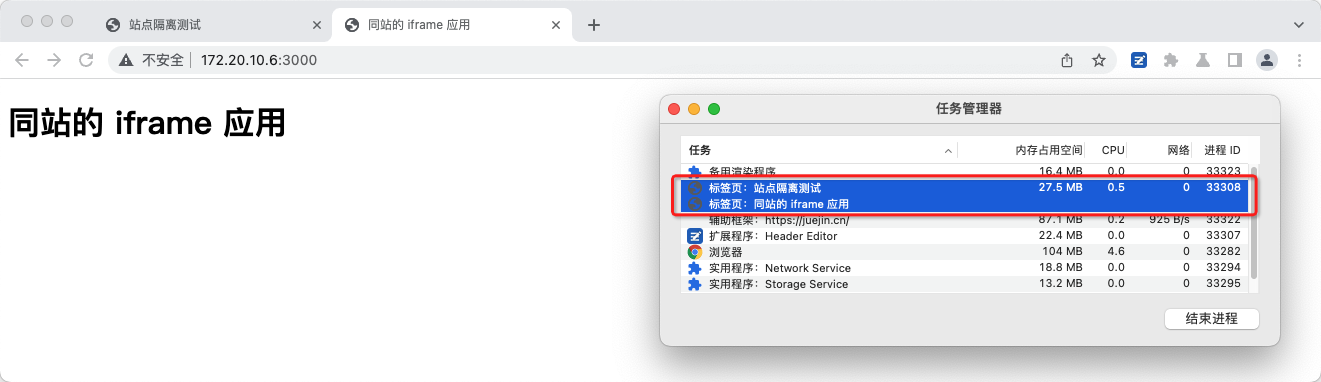 站点隔离测试
同站的 iframe 应用
不安全 172.20.10.6:3000
同站的 iframe 应用
任务管理器
任务 内存占用空间 CPU 网络 进程 ID
备用渲染程序 16.4 MB 0.0 0 33323
标签页：站点隔离测试 27.5 MB 0.5 0 33308
标签页：同站的 iframe 应用
辅助框架：https://juejin.cn/ 87.1 MB 0.2 925 B/s 33322
扩展程序：Header Editor 22.4 MB 0.0 0 33307
浏览器 104 MB 4.6 0 33282
实用程序：Network Service 18.8 MB 0.0 0 33294
实用程序：Storage Service 13.2 MB 0.0 0 33295
结束进程